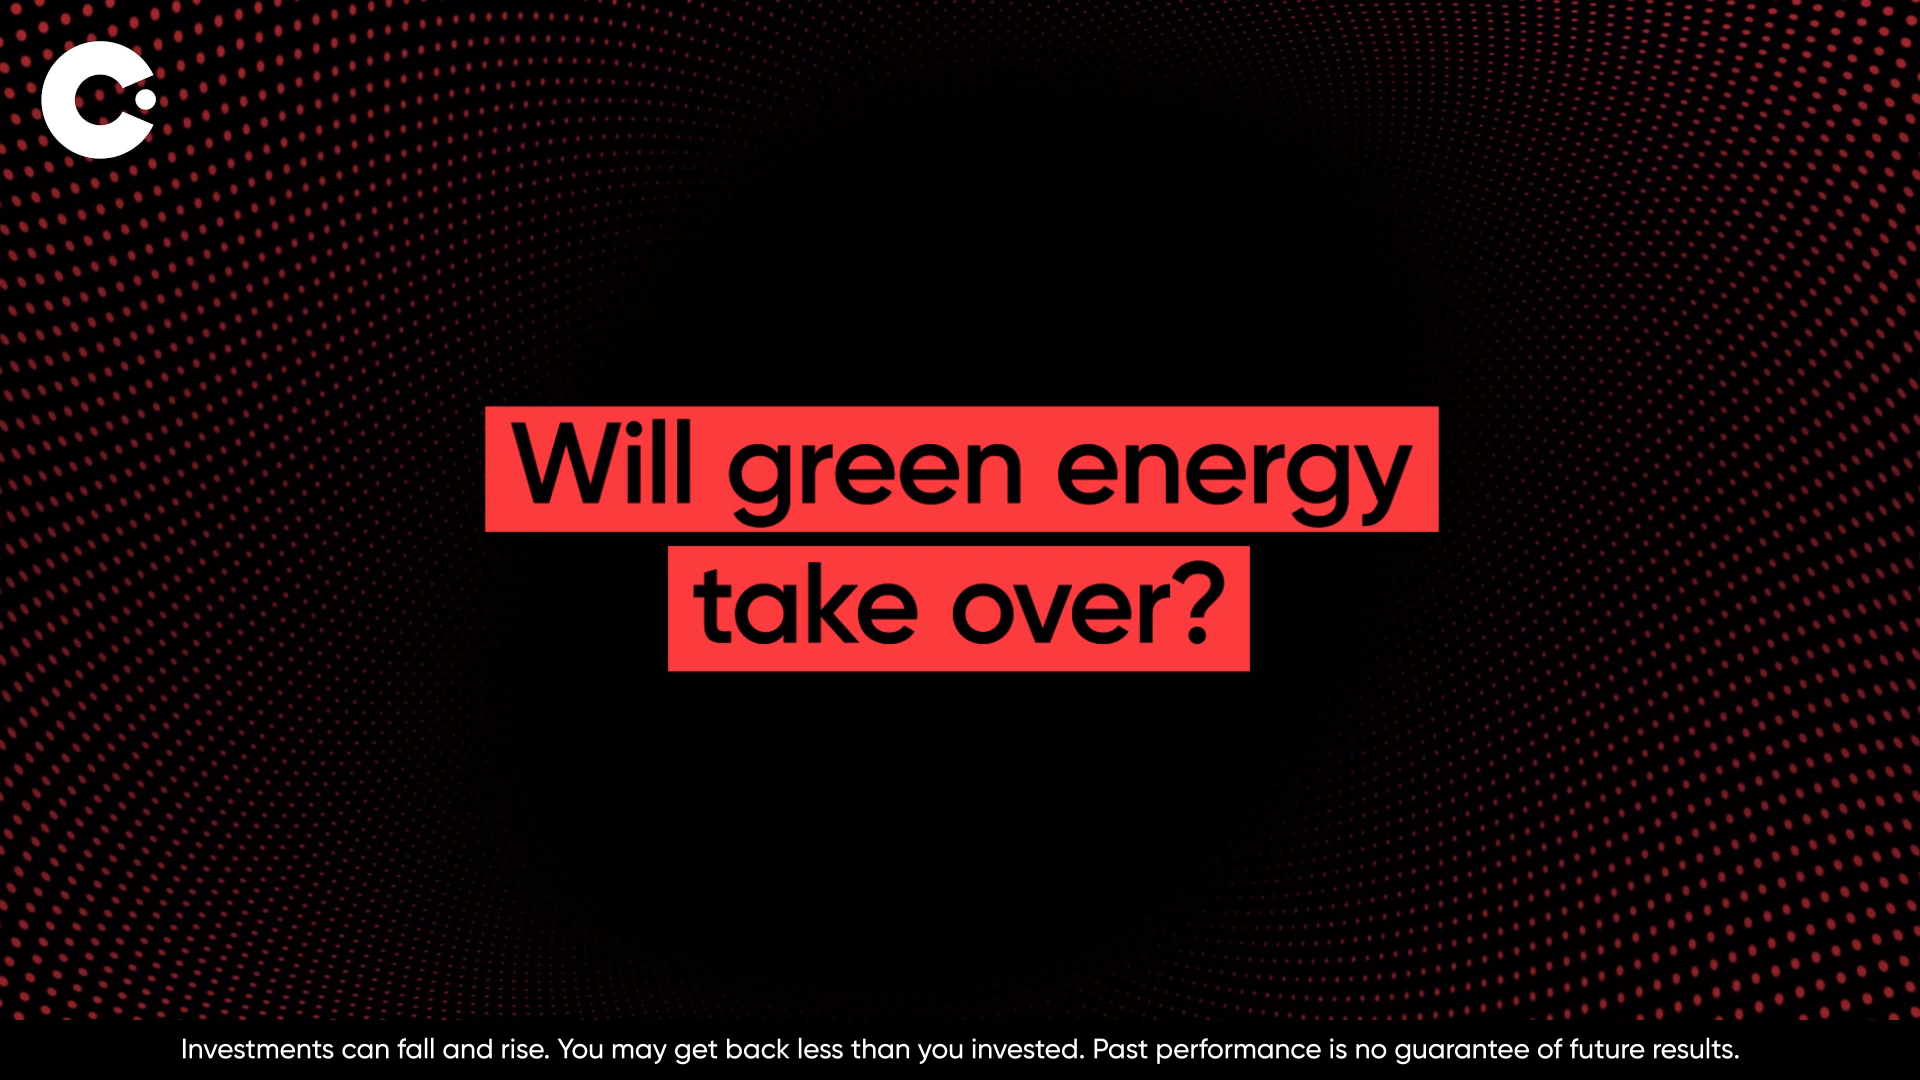 Will green energy
take over?
Investments can fall and rise. You may get back less than you invested. Past performance is no guarantee of future results.